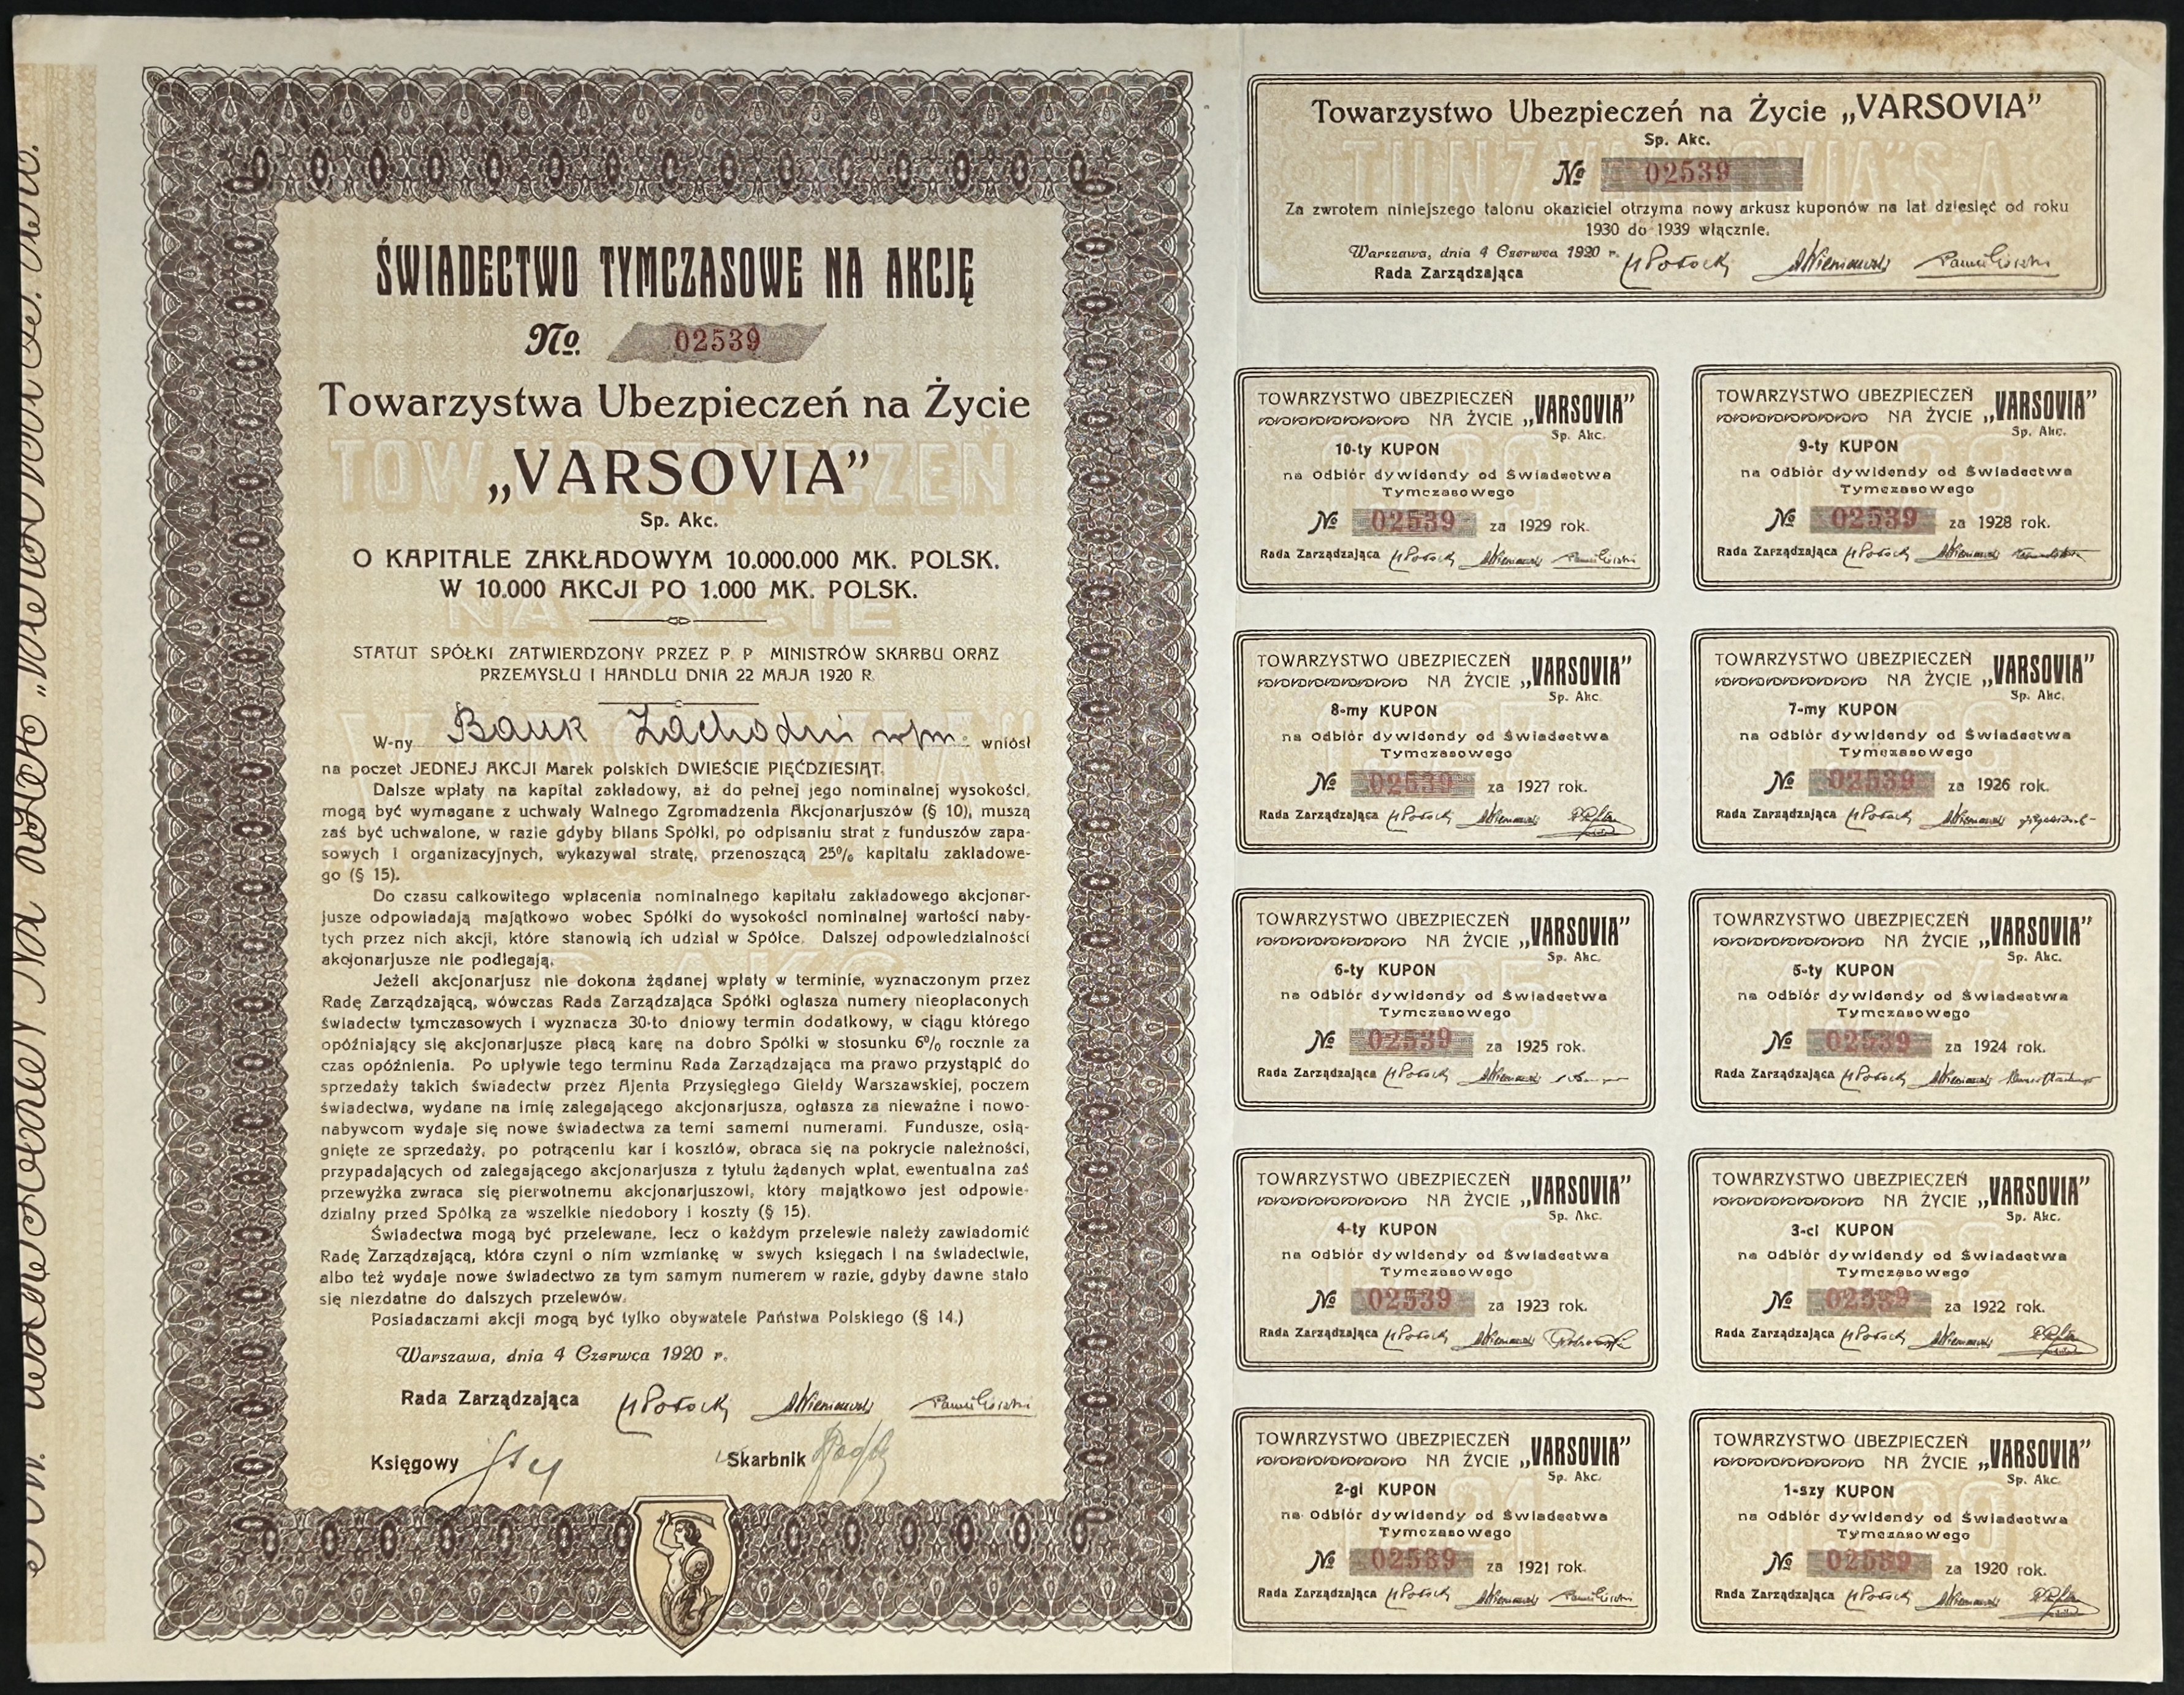 ŚWIADECTWO TYMCZASOWE NA AKCJĘ
No. 02539
Towarzystwa Ubezpieczeń na Życie
„VARSOVIA”
Sp. Akc.
O KAPITALE ZAKŁADOWYM 10.000.000 MK. POLSK.
W 10.000 AKCJI PO 1.000 MK. POLSK.
STATUT SPÓŁKI ZATWIERDZONY PRZEZ P. P. MINISTRÓW SKARBU ORAZ
PRZEMYSŁU I HANDLU DNIA 22 MAJA 1920 R.
W-ny Bank Zachodni wniósł
na poczet JEDNEJ AKCJI Marek polskich DWIEŚCIE PIĘĆDZIESIĄT.
Dalsze wpłaty na kapitał zakładowy, aż do pełnej jego nominalnej wysokości,
mogą być wymagane z uchwały Walnego Zgromadzenia Akcjonarjuszów (§ 10), muszą
zaś być uchwalone, w razie gdyby bilans Spółki, po odpisaniu strat z funduszów zapa-
sowych i organizacyjnych, wykazywał stratę, przenoszącą 25% kapitału zakładowe-
go (§ 15).
Do czasu całkowitego wpłacenia nominalnego kapitału zakładowego akcjonar-
jusze odpowiadają majątkowo wobec Spółki do wysokości nominalnej wartości naby-
tych przez nich akcji, które stanowią ich udział w Spółce. Dalszej odpowiedzialności
akcjonarjusze nie podlegają.
Jeżeli akcjonarjusz nie dokona żądanej wpłaty w terminie, wyznaczonym przez
Radę Zarządzającą, wówczas Rada Zarządzająca Spółki ogłasza numery nieopłaconych
świadectw tymczasowych i wyznacza 30-to dniowy termin dodatkowy, w ciągu którego
opóźniający się akcjonarjusze płacą karę na dobro Spółki w stosunku 6% rocznie za
czas opóźnienia. Po upływie tego terminu Rada Zarządzająca ma prawo przystąpić do
sprzedaży takich świadectw przez Ajenta Przysięgłego Giełdy Warszawskiej, poczem
świadectwa, wydane na imię zalegającego akcjonarjusza, ogłasza za nieważne i nowo-
nabywcom wydaje się nowe świadectwa za temi samemi numerami. Fundusze, osią-
gnięte ze sprzedaży, po potrąceniu kar i kosztów, obraca się na pokrycie należności,
przypadających od zalegającego akcjonarjusza z tytułu żądanych wpłat, ewentualna zaś
przewyżka zwraca się pierwotnemu akcjonarjuszowi, który majątkowo jest odpowie-
dzialny przed Spółką za wszelkie niedobory i koszty (§ 15).
Świadectwa mogą być przelewane, lecz o każdym przelewie należy zawiadomić
Radę Zarządzającą, która czyni o nim wzmiankę w swych księgach i na świadectwie,
albo też wydaje nowe świadectwo za tym samym numerem w razie, gdyby dawne stało
się niezdatne do dalszych przelewów.
Posiadaczami akcji mogą być tylko obywatele Państwa Polskiego (§ 14.)
Warszawa, dnia 4 Czerwca 1920 r.
Rada Zarządzająca
Księgowy
Skarbnik
Towarzystwo Ubezpieczeń na Życie „VARSOVIA”
Sp. Akc.
No 02539
Za zwrotem niniejszego talonu okaziciel otrzyma nowy arkusz kuponów na lat dziesięć od roku
1930 do 1939 włącznie.
Warszawa, dnia 4 Czerwca 1920 r.
Rada Zarządzająca
TOWARZYSTWO UBEZPIECZEŃ
NA ŻYCIE „VARSOVIA”
Sp. Akc.
10-ty KUPON
na Odbiór dywidendy od Świadectwa
Tymczasowego
No 02539 za 1929 rok.
Rada Zarządzająca
TOWARZYSTWO UBEZPIECZEŃ
NA ŻYCIE „VARSOVIA”
Sp. Akc.
9-ty KUPON
na Odbiór dywidendy od Świadectwa
Tymczasowego
No 02539 za 1928 rok.
Rada Zarządzająca
TOWARZYSTWO UBEZPIECZEŃ
NA ŻYCIE „VARSOVIA”
Sp. Akc.
8-my KUPON
na Odbiór dywidendy od Świadectwa
Tymczasowego
No 02539 za 1927 rok.
Rada Zarządzająca
TOWARZYSTWO UBEZPIECZEŃ
NA ŻYCIE „VARSOVIA”
Sp. Akc.
7-my KUPON
na Odbiór dywidendy od Świadectwa
Tymczasowego
No 02539 za 1926 rok.
Rada Zarządzająca
TOWARZYSTWO UBEZPIECZEŃ
NA ŻYCIE „VARSOVIA”
Sp. Akc.
6-ty KUPON
na Odbiór dywidendy od Świadectwa
Tymczasowego
No 02539 za 1925 rok.
Rada Zarządzająca
TOWARZYSTWO UBEZPIECZEŃ
NA ŻYCIE „VARSOVIA”
Sp. Akc.
5-ty KUPON
na Odbiór dywidendy od Świadectwa
Tymczasowego
No 02539 za 1924 rok.
Rada Zarządzająca
TOWARZYSTWO UBEZPIECZEŃ
NA ŻYCIE „VARSOVIA”
Sp. Akc.
4-ty KUPON
na Odbiór dywidendy od Świadectwa
Tymczasowego
No 02539 za 1923 rok.
Rada Zarządzająca
TOWARZYSTWO UBEZPIECZEŃ
NA ŻYCIE „VARSOVIA”
Sp. Akc.
3-ci KUPON
na Odbiór dywidendy od Świadectwa
Tymczasowego
No 02539 za 1922 rok.
Rada Zarządzająca
TOWARZYSTWO UBEZPIECZEŃ
NA ŻYCIE „VARSOVIA”
Sp. Akc.
2-gi KUPON
na Odbiór dywidendy od Świadectwa
Tymczasowego
No 02539 za 1921 rok.
Rada Zarządzająca
TOWARZYSTWO UBEZPIECZEŃ
NA ŻYCIE „VARSOVIA”
Sp. Akc.
1-szy KUPON
na Odbiór dywidendy od Świadectwa
Tymczasowego
No 02539 za 1920 rok.
Rada Zarządzająca